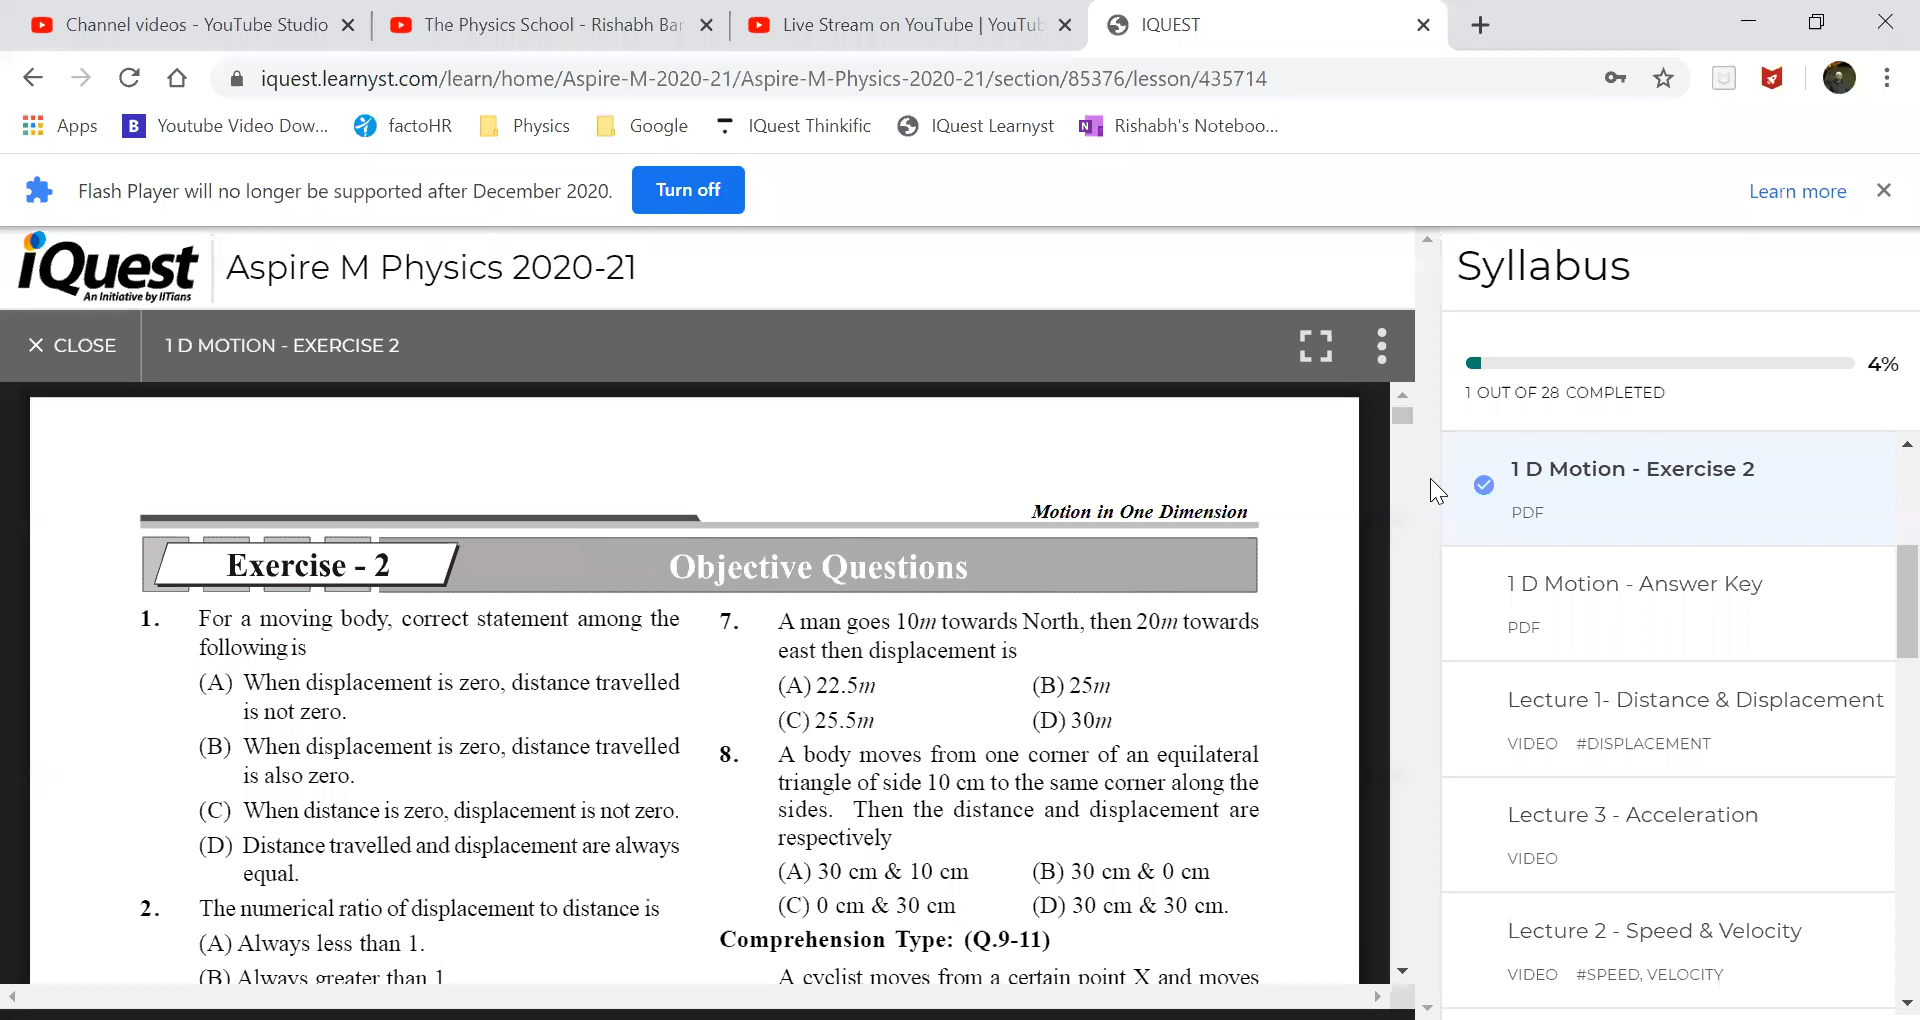 Channel videos - YouTube Studio
The Physics School - Rishabh Bar
Live Stream on YouTube | YouTub
IQUEST
iquest.learnyst.com/learn/home/Aspire-M-2020-21/Aspire-M-Physics-2020-21/section/85376/lesson/435714
Apps
B
Youtube Video Dow...
factoHR
Physics
Google
IQuest Thinkific
IQuest Learnyst
N
Rishabh's Noteboo...
Flash Player will no longer be supported after December 2020.
Turn off
Learn more
iQuest
An Initiative by IITians
Aspire M Physics 2020-21
CLOSE
1 D MOTION - EXERCISE 2
Motion in One Dimension
Exercise - 2
Objective Questions
1. For a moving body, correct statement among the
following is
(A) When displacement is zero, distance travelled
is not zero.
(B) When displacement is zero, distance travelled
is also zero.
(C) When distance is zero, displacement is not zero.
(D) Distance travelled and displacement are always
equal.
2. The numerical ratio of displacement to distance is
(A) Always less than 1.
(B) Always greater than 1
7. A man goes 10m towards North, then 20m towards
east then displacement is
(A) 22.5m (B) 25m
(C) 25.5m (D) 30m
8. A body moves from one corner of an equilateral
triangle of side 10 cm to the same corner along the
sides. Then the distance and displacement are
respectively
(A) 30 cm & 10 cm (B) 30 cm & 0 cm
(C) 0 cm & 30 cm (D) 30 cm & 30 cm.
Comprehension Type: (Q.9-11)
A cyclist moves from a certain point X and moves
Syllabus
4%
1 OUT OF 28 COMPLETED
1 D Motion - Exercise 2
PDF
1 D Motion - Answer Key
PDF
Lecture 1- Distance & Displacement
VIDEO #DISPLACEMENT
Lecture 3 - Acceleration
VIDEO
Lecture 2 - Speed & Velocity
VIDEO #SPEED, VELOCITY